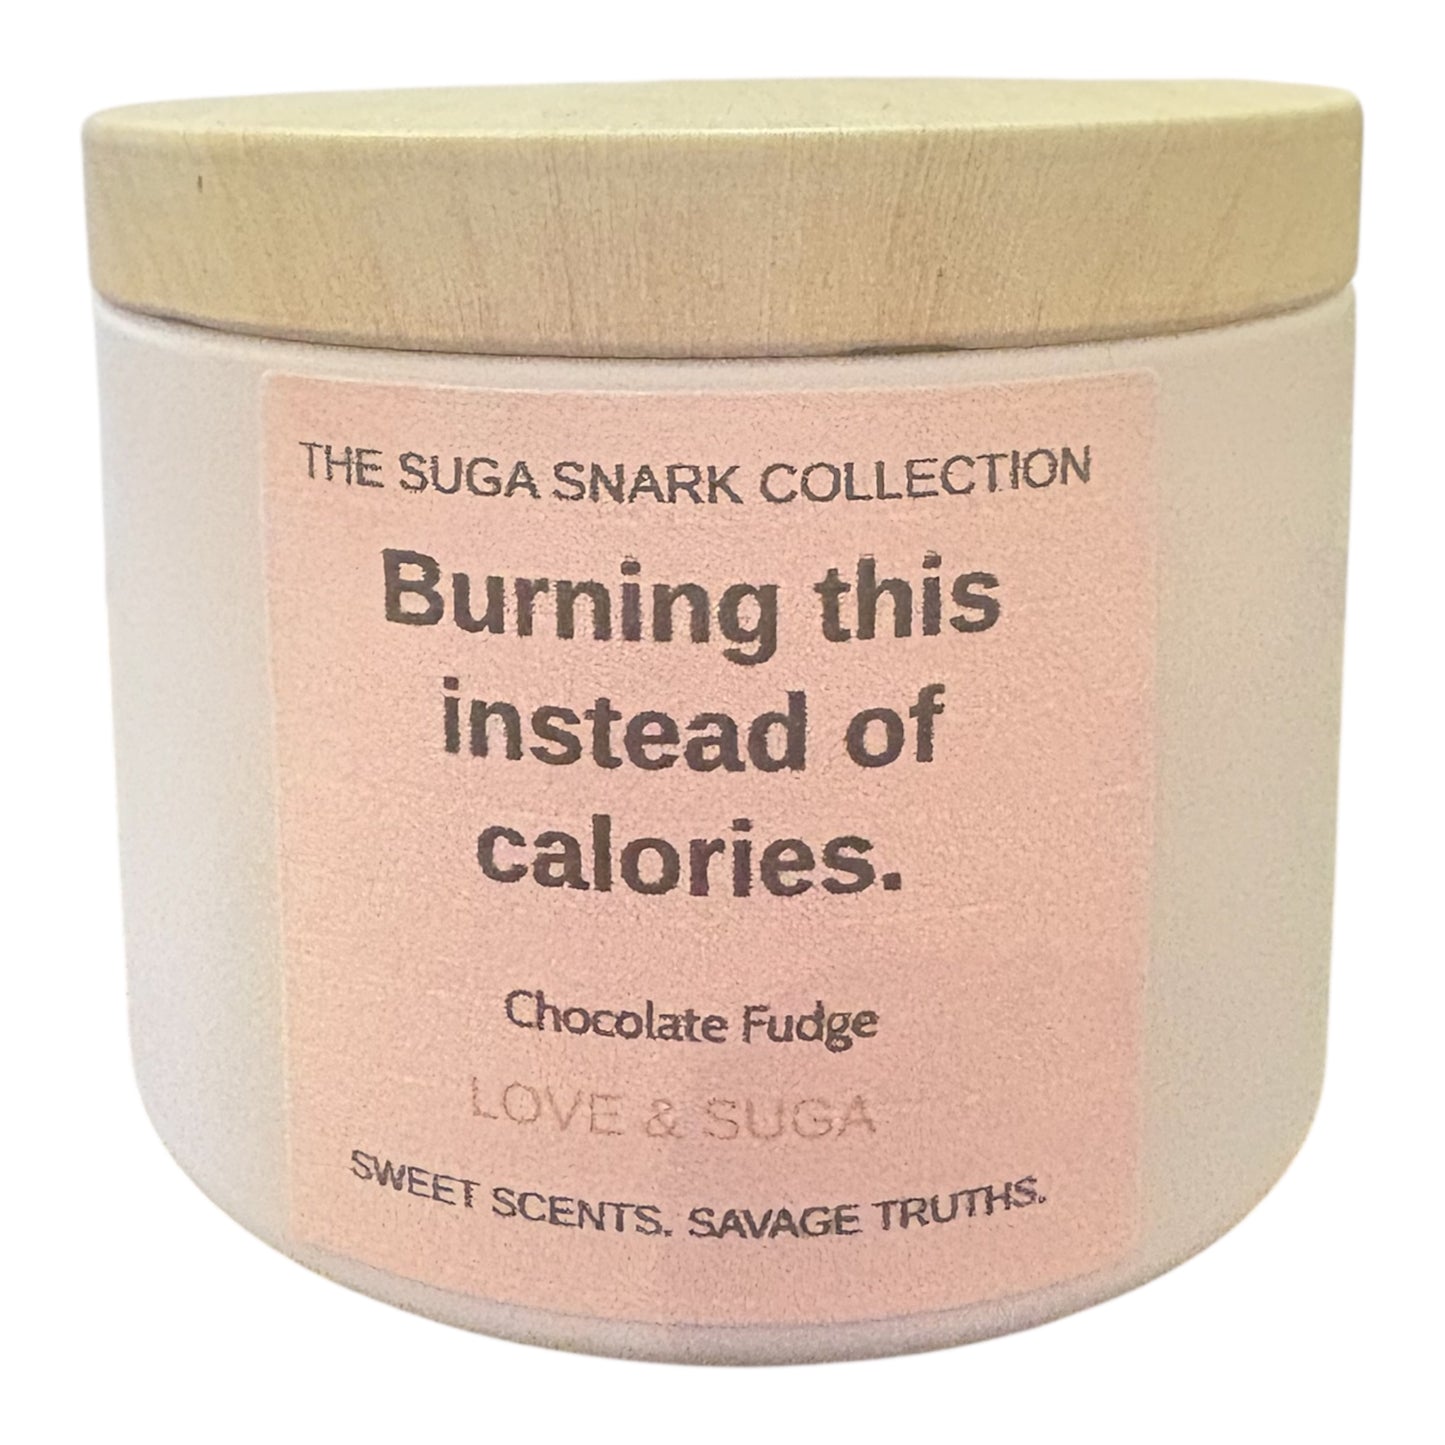 THE SUGA SNARK COLLECTION
Burning this
instead of
calories.
Chocolate Fudge
LOVE & SUGA
SWEET SCENTS. SAVAGE TRUTHS.